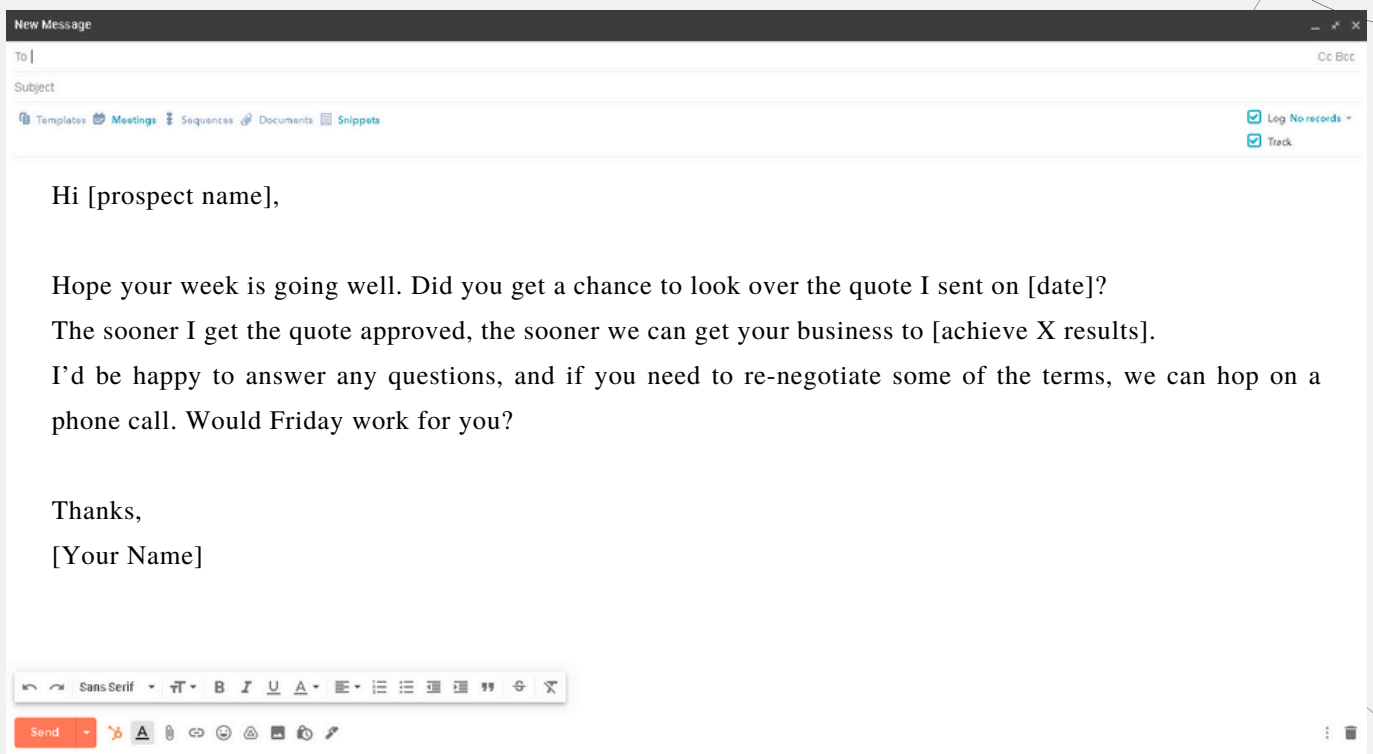 New Message
To
Cc Bcc
Subject
Templates Meetings Sequences Documents Snippets
Log No records
Track
Hi [prospect name],
Hope your week is going well. Did you get a chance to look over the quote I sent on [date]?
The sooner I get the quote approved, the sooner we can get your business to [achieve X results].
I’d be happy to answer any questions, and if you need to re-negotiate some of the terms, we can hop on a
phone call. Would Friday work for you?
Thanks,
[Your Name]
Sans Serif
Send